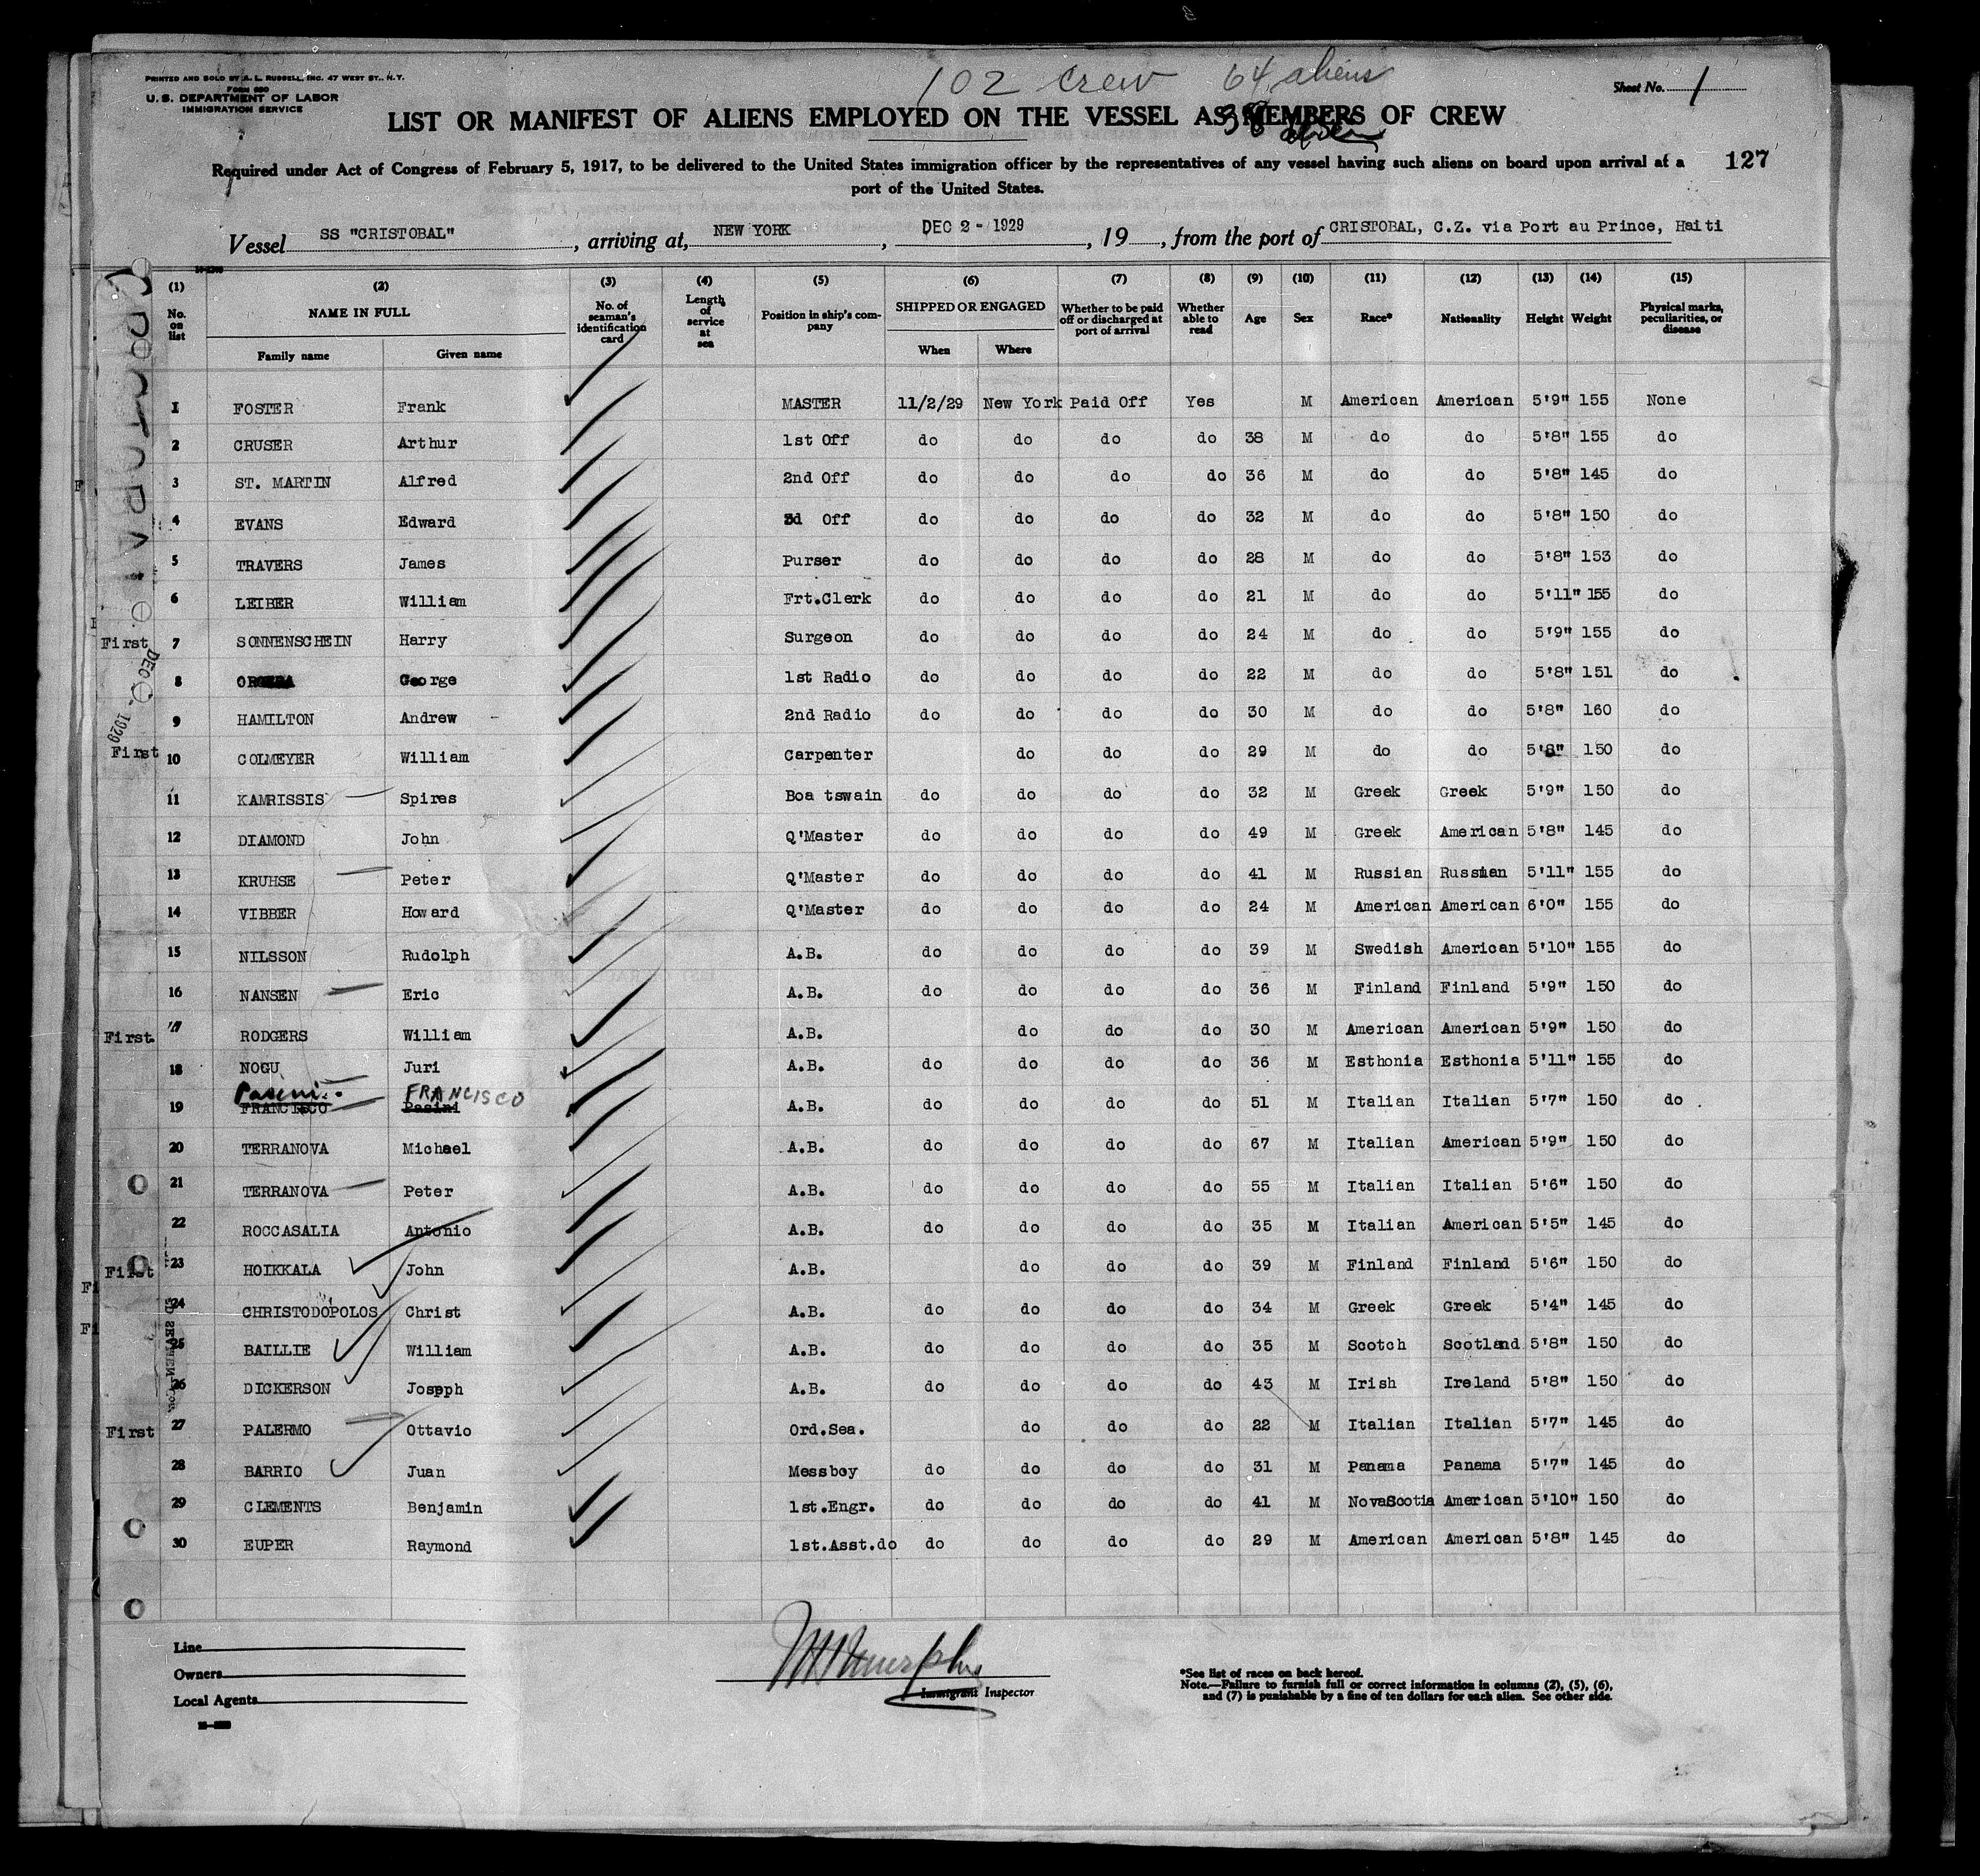 PRINTED AND SOLD BY A. L. RUSSELL, INC. 47 WEST ST., N.Y.
FORM 680
U. S. DEPARTMENT OF LABOR
IMMIGRATION SERVICE
102 crew 64 aliens
38
Sheet No. 1
LIST OR MANIFEST OF ALIENS EMPLOYED ON THE VESSEL AS MEMBERS OF CREW
127
Required under Act of Congress of February 5, 1917, to be delivered to the United States immigration officer by the representatives of any vessel having such aliens on board upon arrival at a
port of the United States.
Vessel SS "CRISTOBAL", arriving at, NEW YORK, DEC 2 - 1929, 19, from the port of CRISTOBAL, C.Z. via Port au Prince, Haiti
(1) (2) (3) (4) (5) (6) (7) (8) (9) (10) (11) (12) (13) (14) (15)
No. on list NAME IN FULL Family name Given name No. of seaman's identification card Length of service at sea Position in ship's company SHIPPED OR ENGAGED When Where Whether to be paid off or discharged at port of arrival Whether able to read Age Sex Race* Nationality Height Weight Physical marks, peculiarities, or disease
1 FOSTER Frank MASTER 11/2/29 New York Paid Off Yes M American American 5'9" 155 None
2 CRUSER Arthur 1st Off do do do do 38 M do do 5'8" 155 do
3 ST. MARTIN Alfred 2nd Off do do do do 36 M do do 5'8" 145 do
4 EVANS Edward 3d Off do do do do 32 M do do 5'8" 150 do
5 TRAVERS James Purser do do do do 28 M do do 5'8" 153 do
6 LEIBER William Frt.Clerk do do do do 21 M do do 5'11" 155 do
First 7 SONNENSCHEIN Harry Surgeon do do do do 24 M do do 5'9" 155 do
8 George 1st Radio do do do do 22 M do do 5'8" 151 do
9 HAMILTON Andrew 2nd Radio do do do do 30 M do do 5'8" 160 do
First 10 COLMEYER William Carpenter do do do 29 M do do 5'8" 150 do
11 KAMRISSIS Spires Boatswain do do do do 32 M Greek Greek 5'9" 150 do
12 DIAMOND John Q'Master do do do do 49 M Greek American 5'8" 145 do
13 KRUHSE Peter Q'Master do do do do 41 M Russian Russian 5'11" 155 do
14 VIBBER Howard Q'Master do do do do 24 M American American 6'0" 155 do
15 NILSSON Rudolph A.B. do do do do 39 M Swedish American 5'10" 155 do
16 NANSEN Eric A.B. do do do do 36 M Finland Finland 5'9" 150 do
First 17 RODGERS William A.B. do do do 30 M American American 5'9" 150 do
18 NOGU Juri A.B. do do do do 36 M Esthonia Esthonia 5'11" 155 do
Pasini FRANCISCO
19 FRANCISCO Pasini A.B. do do do do 51 M Italian Italian 5'7" 150 do
20 TERRANOVA Michael A.B. do do do do 67 M Italian American 5'9" 150 do
21 TERRANOVA Peter A.B. do do do do 55 M Italian Italian 5'6" 150 do
22 ROCCASALIA Antonio A.B. do do do do 35 M Italian American 5'5" 145 do
First 23 HOIKKALA John A.B. do do do 39 M Finland Finland 5'6" 150 do
24 CHRISTODOPOLOS Christ A.B. do do do do 34 M Greek Greek 5'4" 145 do
25 BAILLIE William A.B. do do do do 35 M Scotch Scotland 5'8" 150 do
26 DICKERSON Joseph A.B. do do do do 43 M Irish Ireland 5'8" 150 do
First 27 PALERMO Ottavio Ord.Sea. do do do 22 M Italian Italian 5'7" 145 do
28 BARRIO Juan Messboy do do do do 31 M Panama Panama 5'7" 145 do
29 CLEMENTS Benjamin 1st.Engr. do do do do 41 M NovaScotia American 5'10" 150 do
30 EUPER Raymond 1st.Asst.do do do do do 29 M American American 5'8" 145 do
Line
Owners
Local Agents
Immigrant Inspector
*See list of races on back hereof.
Note.—Failure to furnish full or correct information in columns (2), (5), (6),
and (7) is punishable by a fine of ten dollars for each alien. See other side.